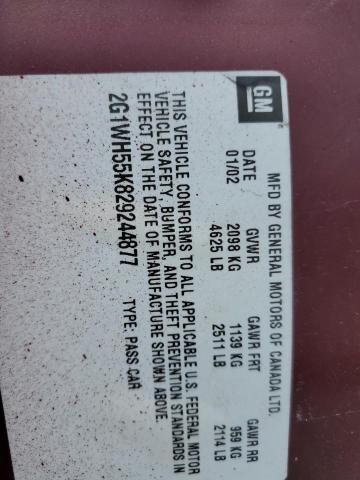 GM
MFD BY GENERAL MOTORS OF CANADA LTD.
DATE GVWR GAWR FRT GAWR RR
01/02 2098 KG 1139 KG 959 KG
4625 LB 2511 LB 2114 LB
THIS VEHICLE CONFORMS TO ALL APPLICABLE U.S. FEDERAL MOTOR
VEHICLE SAFETY, BUMPER, AND THEFT PREVENTION STANDARDS IN
EFFECT ON THE DATE OF MANUFACTURE SHOWN ABOVE.
2G1WH55K829244877 TYPE: PASS CAR